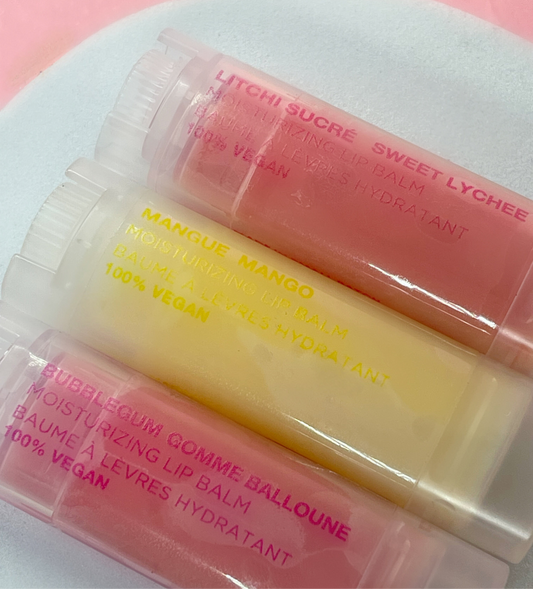 LITCHI SUCRÉ SWEET LYCHEE
MOISTURIZING LIP BALM
BAUME À LÈVRES HYDRATANT
100% VEGAN
MANGUE MANGO
MOISTURIZING LIP BALM
BAUME À LÈVRES HYDRATANT
100% VEGAN
BUBBLEGUM GOMME BALLOUNE
MOISTURIZING LIP BALM
BAUME À LÈVRES HYDRATANT
100% VEGAN